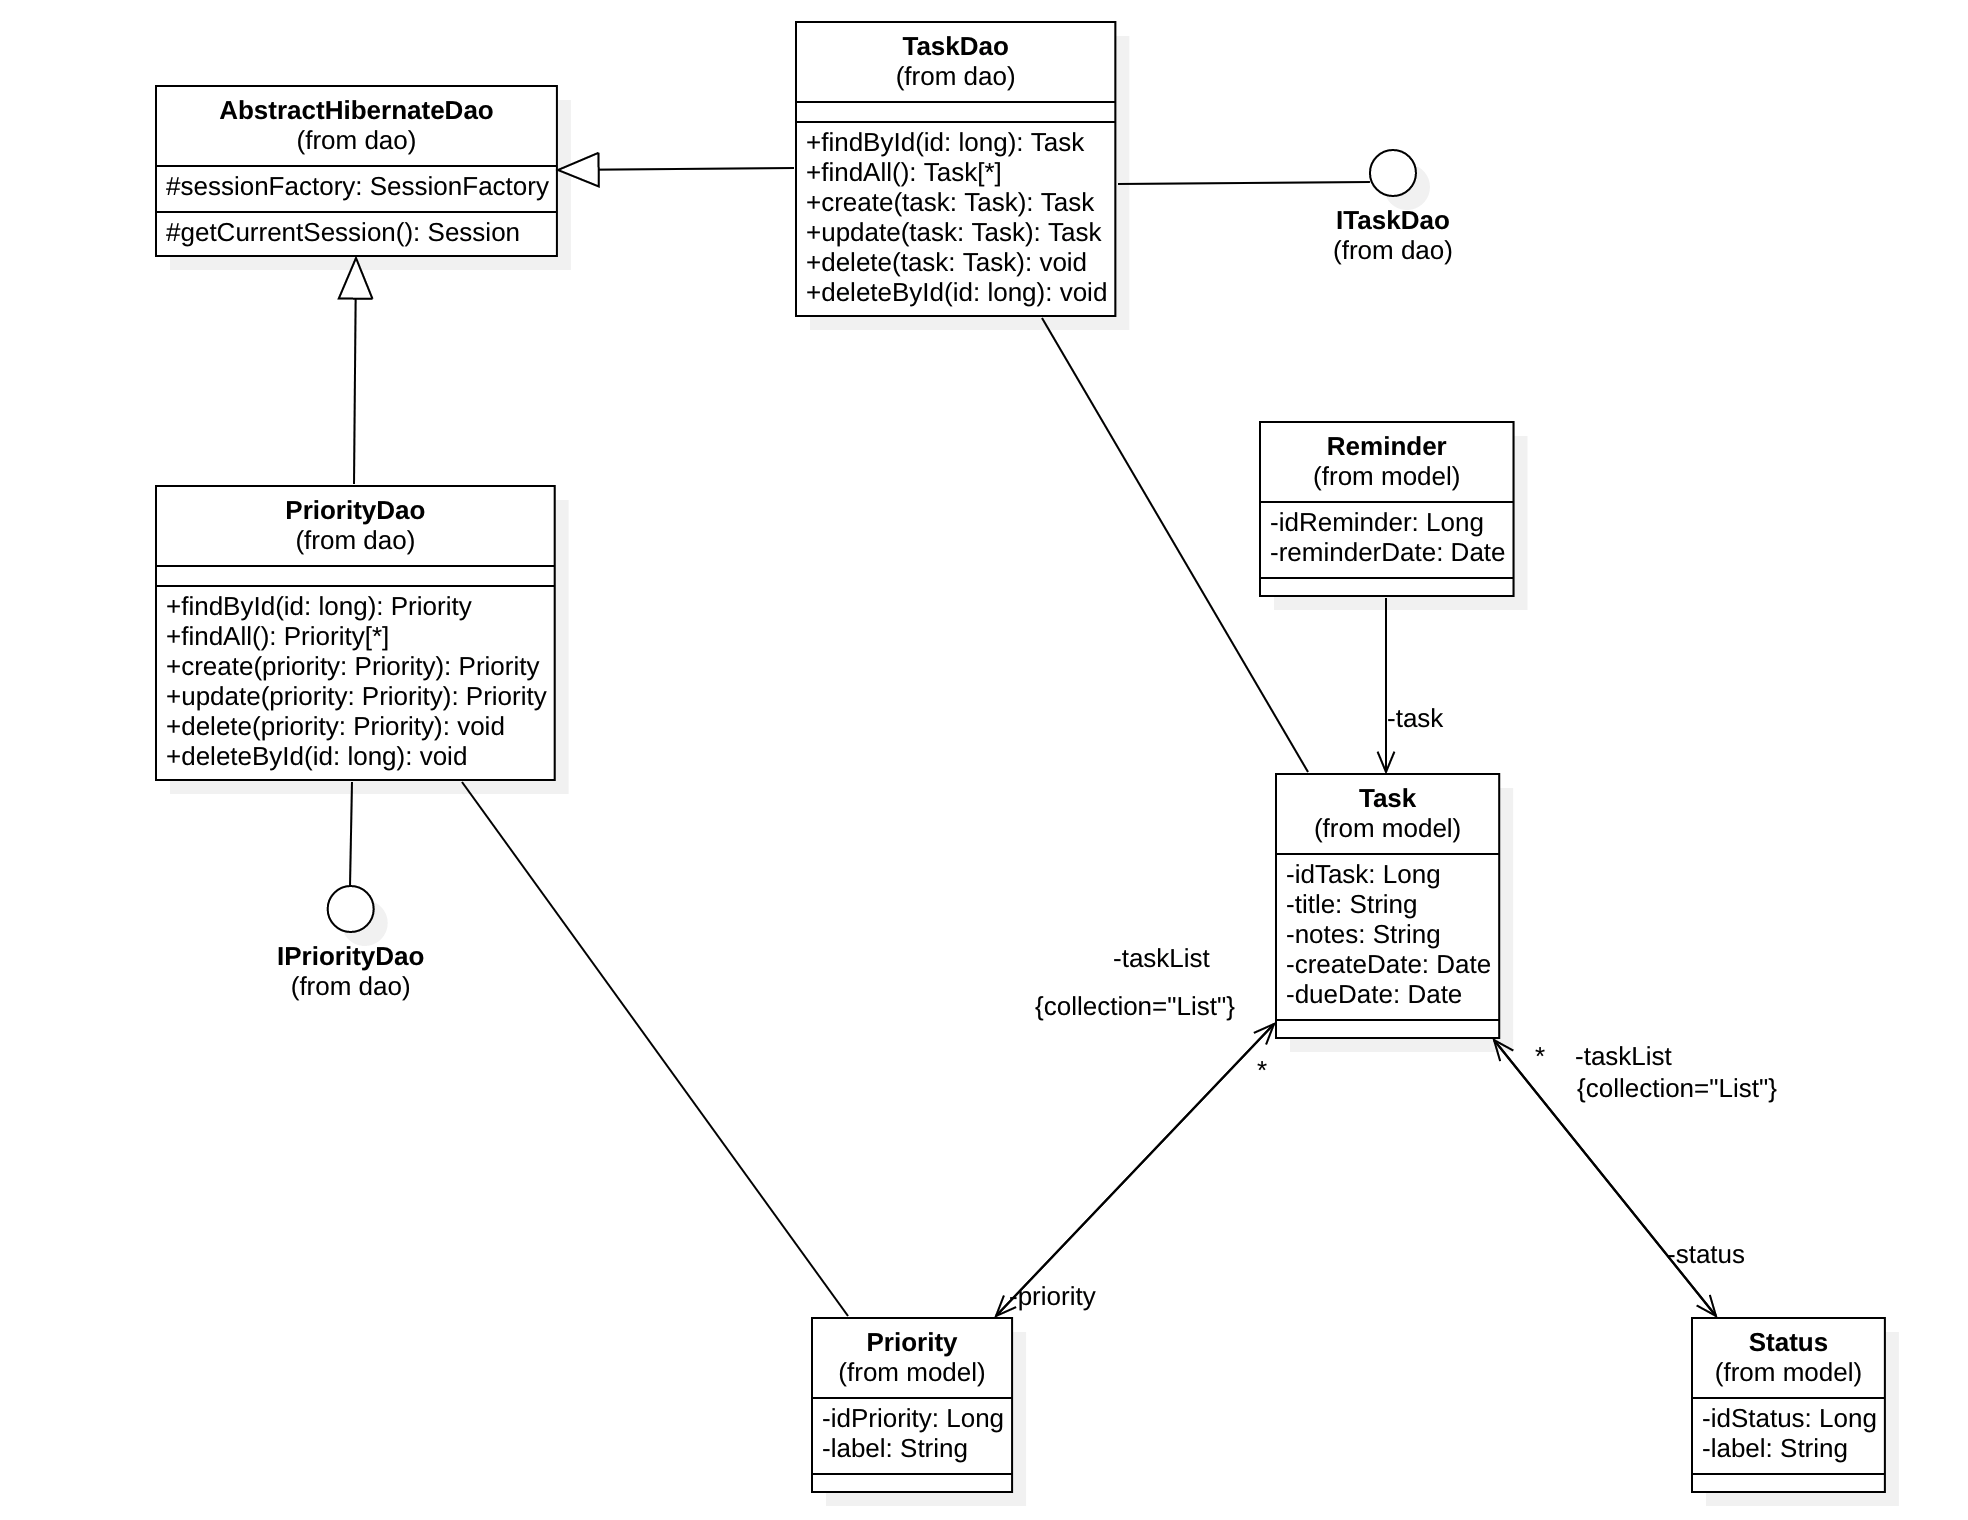 TaskDao
(from dao)
+findById(id: long): Task
+findAll(): Task[*]
+create(task: Task): Task
+update(task: Task): Task
+delete(task: Task): void
+deleteById(id: long): void
AbstractHibernateDao
(from dao)
#sessionFactory: SessionFactory
#getCurrentSession(): Session
ITaskDao
(from dao)
Reminder
(from model)
-idReminder: Long
-reminderDate: Date
PriorityDao
(from dao)
+findById(id: long): Priority
+findAll(): Priority[*]
+create(priority: Priority): Priority
+update(priority: Priority): Priority
+delete(priority: Priority): void
+deleteById(id: long): void
-task
Task
(from model)
-idTask: Long
-title: String
-notes: String
-createDate: Date
-dueDate: Date
IPriorityDao
(from dao)
-taskList
{collection="List"}
*
* -taskList
{collection="List"}
-status
-priority
Priority
(from model)
-idPriority: Long
-label: String
Status
(from model)
-idStatus: Long
-label: String